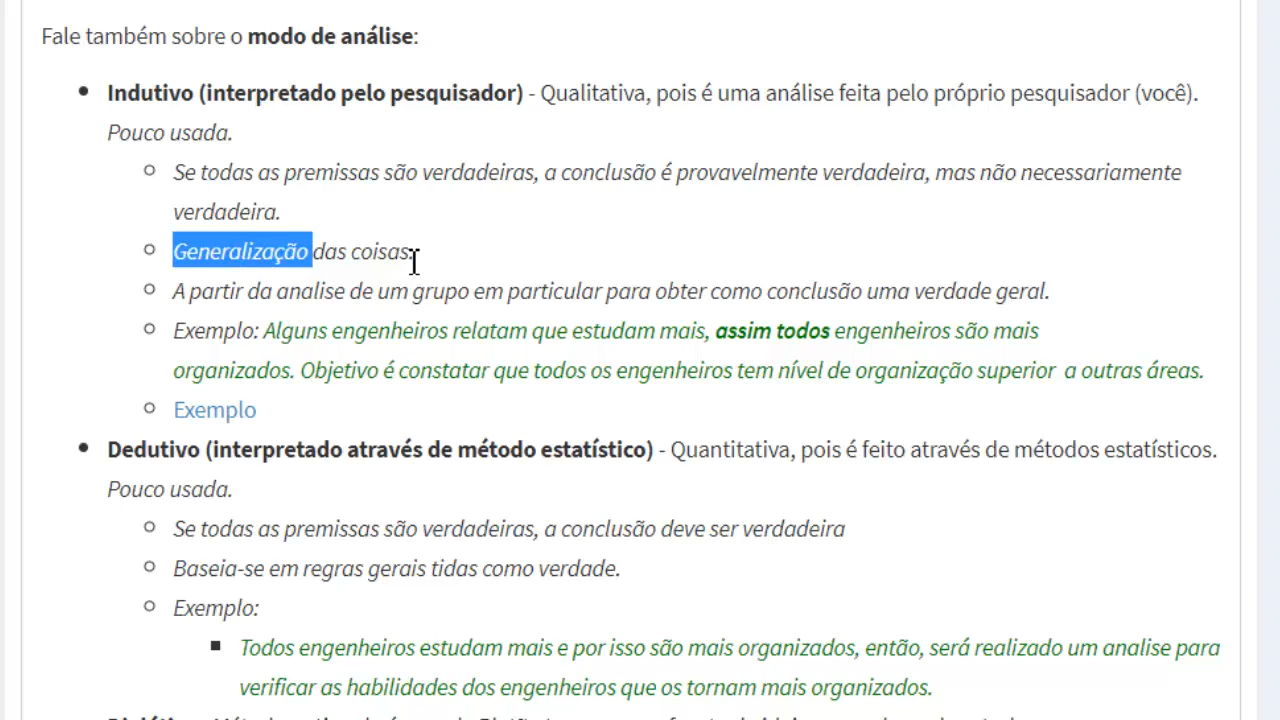 Fale também sobre o modo de análise:
Indutivo (interpretado pelo pesquisador) - Qualitativa, pois é uma análise feita pelo próprio pesquisador (você).
Pouco usada.
Se todas as premissas são verdadeiras, a conclusão é provavelmente verdadeira, mas não necessariamente
verdadeira.
Generalização das coisas.
A partir da analise de um grupo em particular para obter como conclusão uma verdade geral.
Exemplo: Alguns engenheiros relatam que estudam mais, assim todos engenheiros são mais
organizados. Objetivo é constatar que todos os engenheiros tem nível de organização superior a outras áreas.
Exemplo
Dedutivo (interpretado através de método estatístico) - Quantitativa, pois é feito através de métodos estatísticos.
Pouco usada.
Se todas as premissas são verdadeiras, a conclusão deve ser verdadeira
Baseia-se em regras gerais tidas como verdade.
Exemplo:
Todos engenheiros estudam mais e por isso são mais organizados, então, será realizado um analise para
verificar as habilidades dos engenheiros que os tornam mais organizados.